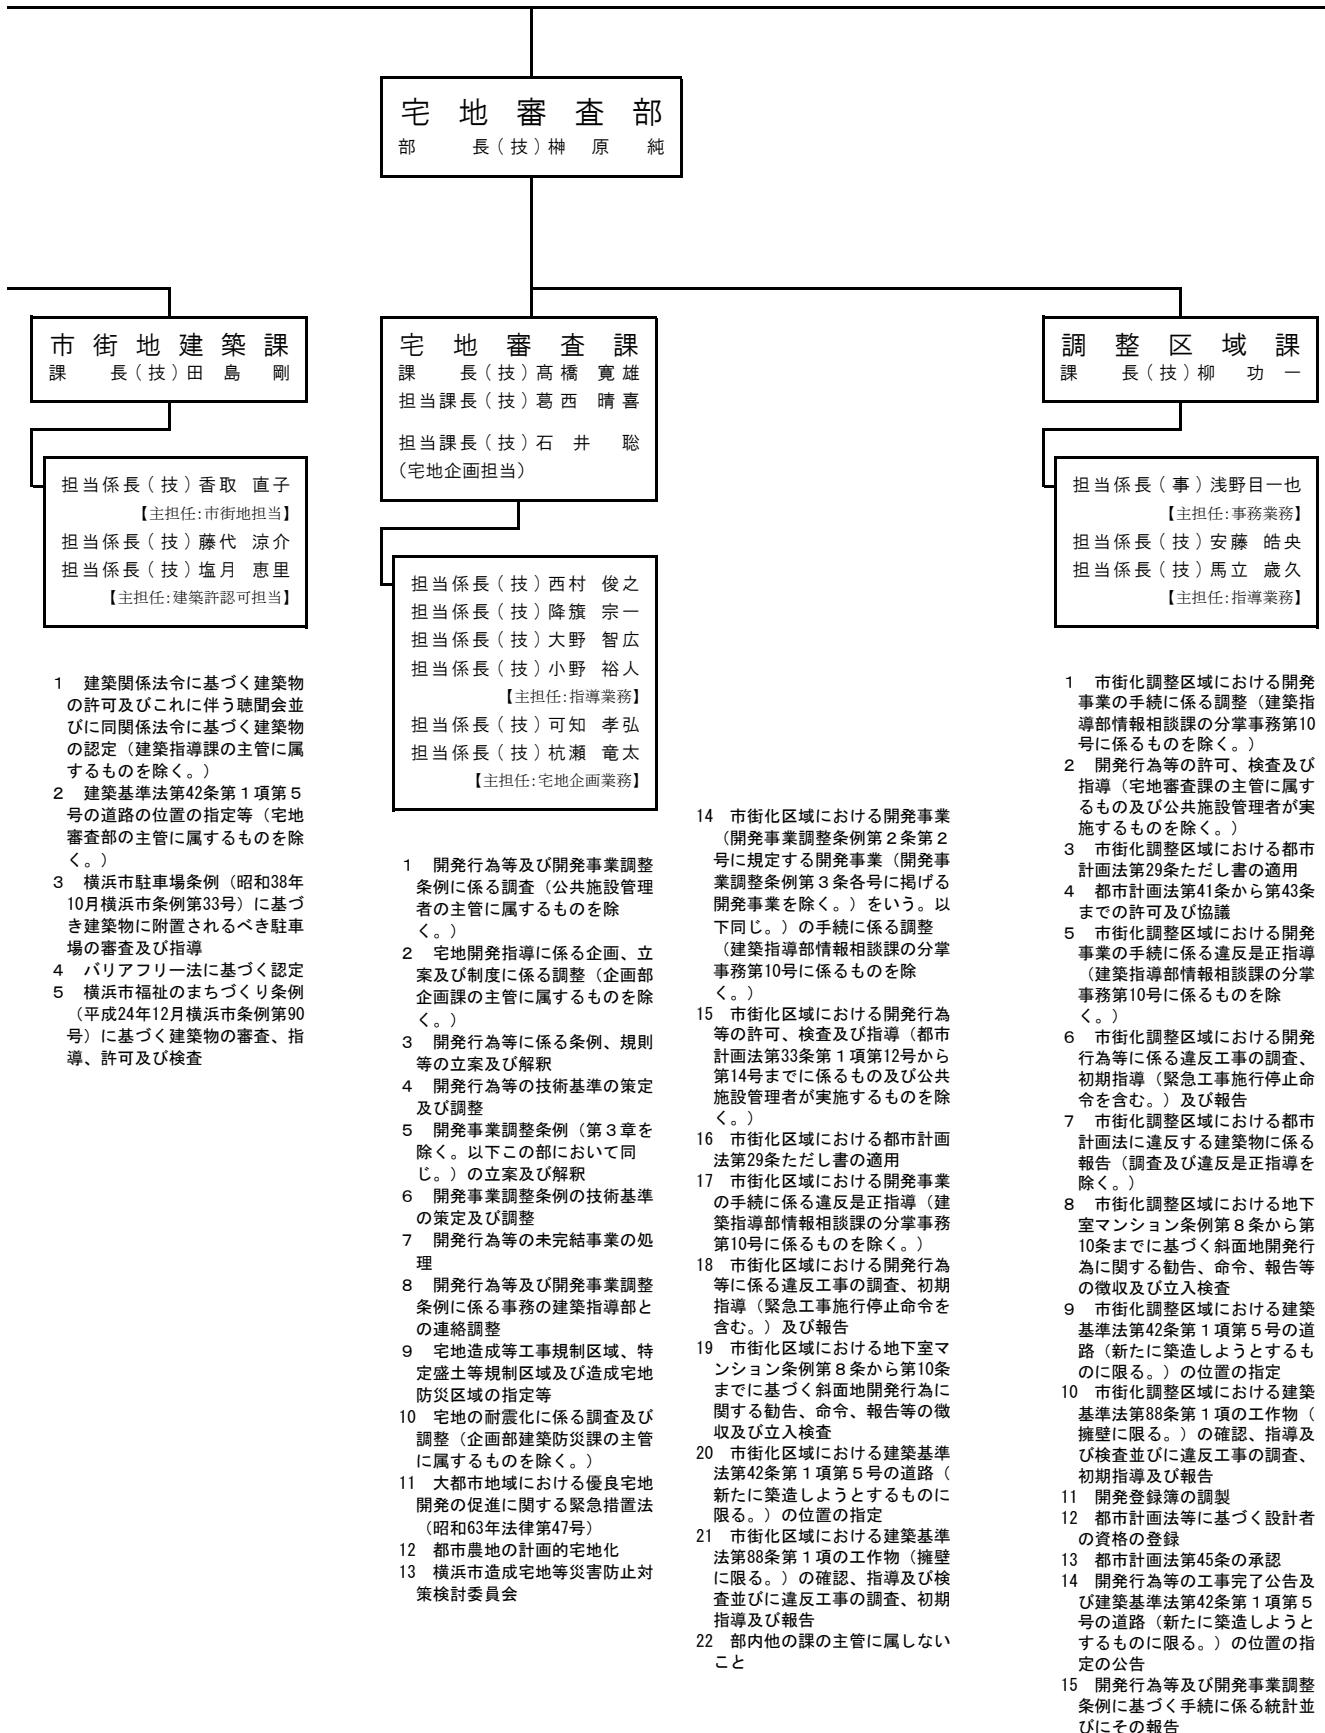 宅地審査部
部　　長(技)榊　原　　純
市街地建築課
課　　長(技)田　島　　剛
担当係長(技)香取　直子
【主担任:市街地担当】
担当係長(技)藤代　涼介
担当係長(技)塩月　恵里
【主担任:建築許認可担当】
1　建築関係法令に基づく建築物
の許可及びこれに伴う聴聞会並
びに同関係法令に基づく建築物
の認定（建築指導課の主管に属
するものを除く。）
2　建築基準法第42条第１項第５
号の道路の位置の指定等（宅地
審査部の主管に属するものを除
く。）
3　横浜市駐車場条例（昭和38年
10月横浜市条例第33号）に基づ
き建築物に附置されるべき駐車
場の審査及び指導
4　バリアフリー法に基づく認定
5　横浜市福祉のまちづくり条例
（平成24年12月横浜市条例第90
号）に基づく建築物の審査、指
導、許可及び検査
宅地審査課
課　　長(技)髙橋　寛雄
担当課長(技)葛西　晴喜
担当課長(技)石　井　　聡
(宅地企画担当)
担当係長(技)西村　俊之
担当係長(技)降籏　宗一
担当係長(技)大野　智広
担当係長(技)小野　裕人
【主担任:指導業務】
担当係長(技)可知　孝弘
担当係長(技)杭瀬　竜太
【主担任:宅地企画業務】
1　開発行為等及び開発事業調整
条例に係る調査（公共施設管理
者の主管に属するものを除
く。）
2　宅地開発指導に係る企画、立
案及び制度に係る調整（企画部
企画課の主管に属するものを除
く。）
3　開発行為等に係る条例、規則
等の立案及び解釈
4　開発行為等の技術基準の策定
及び調整
5　開発事業調整条例（第３章を
除く。以下この部において同
じ。）の立案及び解釈
6　開発事業調整条例の技術基準
の策定及び調整
7　開発行為等の未完結事業の処
理
8　開発行為等及び開発事業調整
条例に係る事務の建築指導部と
の連絡調整
9　宅地造成等工事規制区域、特
定盛土等規制区域及び造成宅地
防災区域の指定等
10　宅地の耐震化に係る調査及び
調整（企画部建築防災課の主管
に属するものを除く。）
11　大都市地域における優良宅地
開発の促進に関する緊急措置法
（昭和63年法律第47号）
12　都市農地の計画的宅地化
13　横浜市造成宅地等災害防止対
策検討委員会
14　市街化区域における開発事業
（開発事業調整条例第２条第２
号に規定する開発事業（開発事
業調整条例第３条各号に掲げる
開発事業を除く。）をいう。以
下同じ。）の手続に係る調整
（建築指導部情報相談課の分掌
事務第10号に係るものを除
く。）
15　市街化区域における開発行為
等の許可、検査及び指導（都市
計画法第33条第１項第12号から
第14号までに係るもの及び公共
施設管理者が実施するものを除
く。）
16　市街化区域における都市計画
法第29条ただし書の適用
17　市街化区域における開発事業
の手続に係る違反是正指導（建
築指導部情報相談課の分掌事務
第10号に係るものを除く。）
18　市街化区域における開発行為
等に係る違反工事の調査、初期
指導（緊急工事施行停止命令を
含む。）及び報告
19　市街化区域における地下室マ
ンション条例第８条から第10条
までに基づく斜面地開発行為に
関する勧告、命令、報告等の徴
収及び立入検査
20　市街化区域における建築基準
法第42条第１項第５号の道路（
新たに築造しようとするものに
限る。）の位置の指定
21　市街化区域における建築基準
法第88条第１項の工作物（擁壁
に限る。）の確認、指導及び検
査並びに違反工事の調査、初期
指導及び報告
22　部内他の課の主管に属しない
こと
調整区域課
課　　長(技)柳　　功一
担当係長(事)浅野目一也
【主担任:事務業務】
担当係長(技)安藤　皓央
担当係長(技)馬立　歳久
【主担任:指導業務】
1　市街化調整区域における開発
事業の手続に係る調整（建築指
導部情報相談課の分掌事務第10
号に係るものを除く。）
2　開発行為等の許可、検査及び
指導（宅地審査課の主管に属す
るもの及び公共施設管理者が実
施するものを除く。）
3　市街化調整区域における都市
計画法第29条ただし書の適用
4　都市計画法第41条から第43条
までの許可及び協議
5　市街化調整区域における開発
事業の手続に係る違反是正指導
（建築指導部情報相談課の分掌
事務第10号に係るものを除
く。）
6　市街化調整区域における開発
行為等に係る違反工事の調査、
初期指導（緊急工事施行停止命
令を含む。）及び報告
7　市街化調整区域における都市
計画法に違反する建築物に係る
報告（調査及び違反是正指導を
除く。）
8　市街化調整区域における地下
室マンション条例第８条から第
10条までに基づく斜面地開発行
為に関する勧告、命令、報告等
の徴収及び立入検査
9　市街化調整区域における建築
基準法第42条第１項第５号の道
路（新たに築造しようとするも
のに限る。）の位置の指定
10　市街化調整区域における建築
基準法第88条第１項の工作物（
擁壁に限る。）の確認、指導及
び検査並びに違反工事の調査、
初期指導及び報告
11　開発登録簿の調製
12　都市計画法等に基づく設計者
の資格の登録
13　都市計画法第45条の承認
14　開発行為等の工事完了公告及
び建築基準法第42条第１項第５
号の道路（新たに築造しようと
するものに限る。）の位置の指
定の公告
15　開発行為等及び開発事業調整
条例に基づく手続に係る統計並
びにその報告